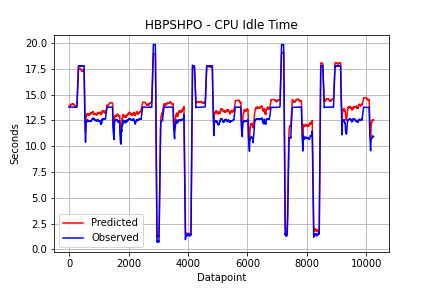 HBPSHPO - CPU Idle Time
20.0
17.5
15.0
12.5
10.0
7.5
5.0
2.5
0.0
Seconds
Predicted
Observed
0 2000 4000 6000 8000 10000
Datapoint